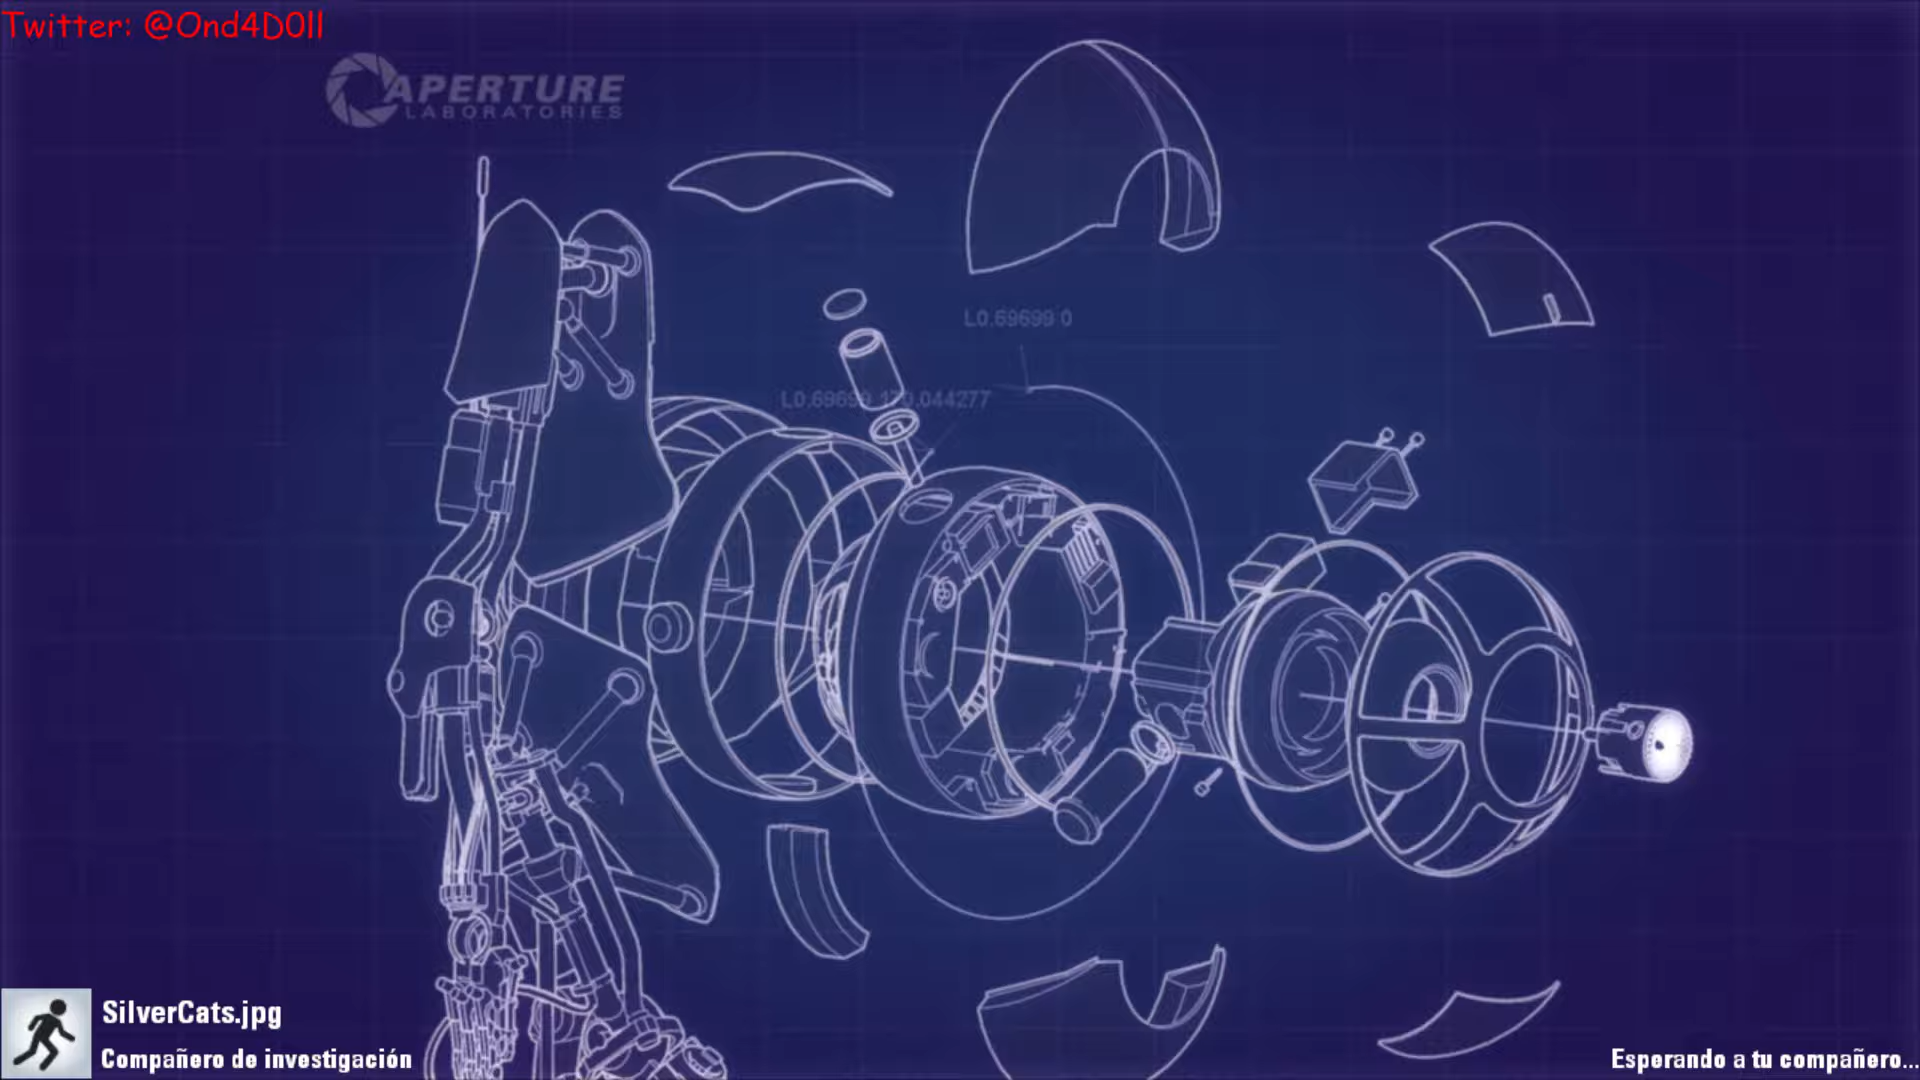 Twitter: @Ond4D0ll
APERTURE
LABORATORIES
L0.69699 0
SilverCats.jpg
Compañero de investigación
Esperando a tu compañero...